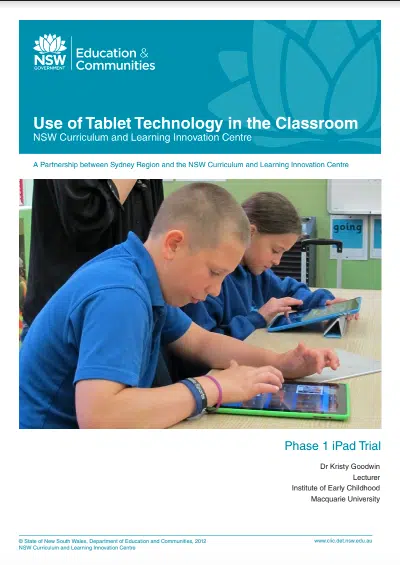 NSW
GOVERNMENT
Education &
Communities
Use of Tablet Technology in the Classroom
NSW Curriculum and Learning Innovation Centre
A Partnership between Sydney Region and the NSW Curriculum and Learning Innovation Centre
going
Phase 1 iPad Trial
Dr Kristy Goodwin
Lecturer
Institute of Early Childhood
Macquarie University
© State of New South Wales, Department of Education and Communities, 2012
www.clic.det.nsw.edu.au
NSW Curriculum and Learning Innovation Centre